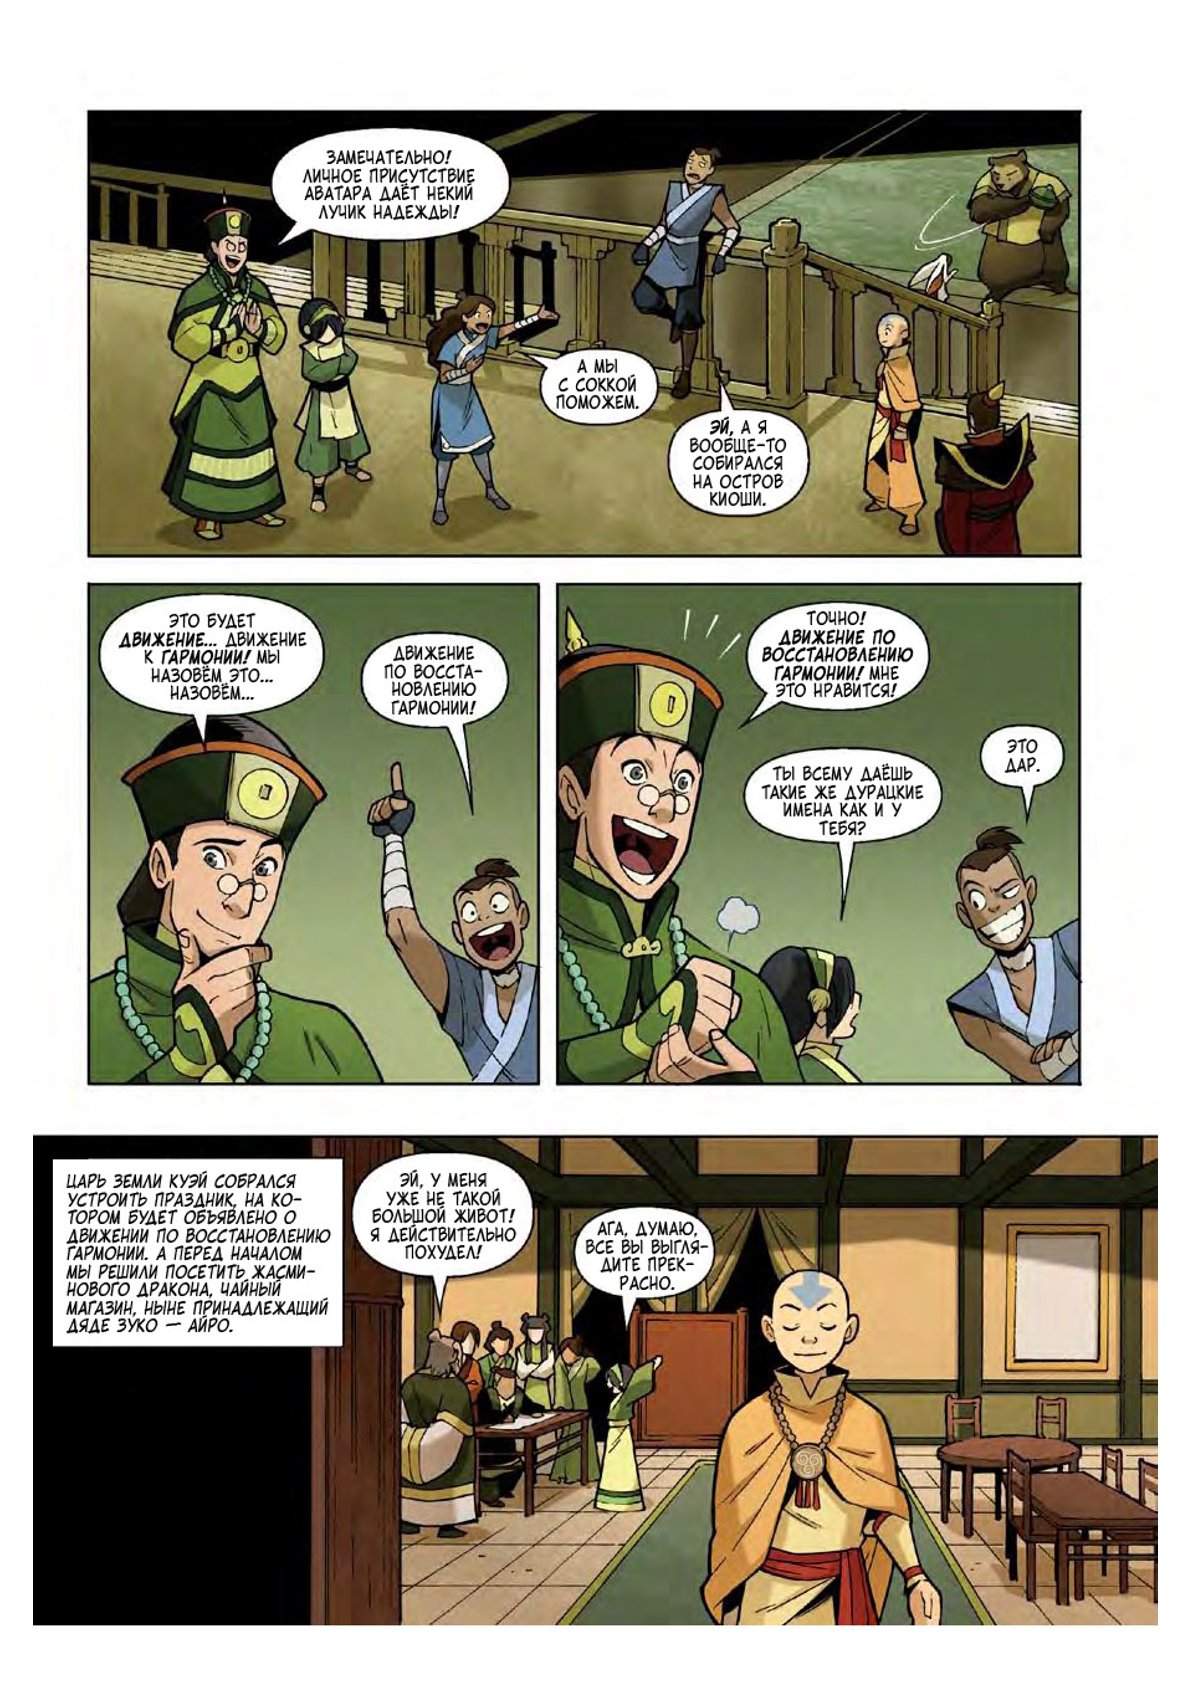 ЗАМЕЧАТЕЛЬНО!
ЛИЧНОЕ ПРИСУТСТВИЕ
АВАТАРА ДАЁТ НЕКИЙ
ЛУЧИК НАДЕЖДЫ!
А МЫ
С СОККОЙ
ПОМОЖЕМ.
ЭЙ, А Я
ВООБЩЕ-ТО
СОБИРАЛСЯ
НА ОСТРОВ
КИОШИ.
ЭТО БУДЕТ
ДВИЖЕНИЕ... ДВИЖЕНИЕ
К ГАРМОНИИ! МЫ
НАЗОВЁМ ЭТО...
НАЗОВЁМ...
ДВИЖЕНИЕ
ПО ВОССТА-
НОВЛЕНИЮ
ГАРМОНИИ!
ТОЧНО!
ДВИЖЕНИЕ ПО
ВОССТАНОВЛЕНИЮ
ГАРМОНИИ! МНЕ
ЭТО НРАВИТСЯ!
ТЫ ВСЕМУ ДАЁШЬ
ТАКИЕ ЖЕ ДУРАЦКИЕ
ИМЕНА КАК И У
ТЕБЯ?
ЭТО
ДАР.
ЦАРЬ ЗЕМЛИ КУЭЙ СОБРАЛСЯ
УСТРОИТЬ ПРАЗДНИК, НА КО-
ТОРОМ БУДЕТ ОБЪЯВЛЕНО О
ДВИЖЕНИИ ПО ВОССТАНОВЛЕНИЮ
ГАРМОНИИ. А ПЕРЕД НАЧАЛОМ
МЫ РЕШИЛИ ПОСЕТИТЬ ЖАСМИ-
НОВОГО ДРАКОНА, ЧАЙНЫЙ
МАГАЗИН, НЫНЕ ПРИНАДЛЕЖАЩИЙ
ДЯДЕ ЗУКО — АЙРО.
ЭЙ, У МЕНЯ
УЖЕ НЕ ТАКОЙ
БОЛЬШОЙ ЖИВОТ!
Я ДЕЙСТВИТЕЛЬНО
ПОХУДЕЛ!
АГА, ДУМАЮ,
ВСЕ ВЫ ВЫГЛЯ-
ДИТЕ ПРЕК-
РАСНО.